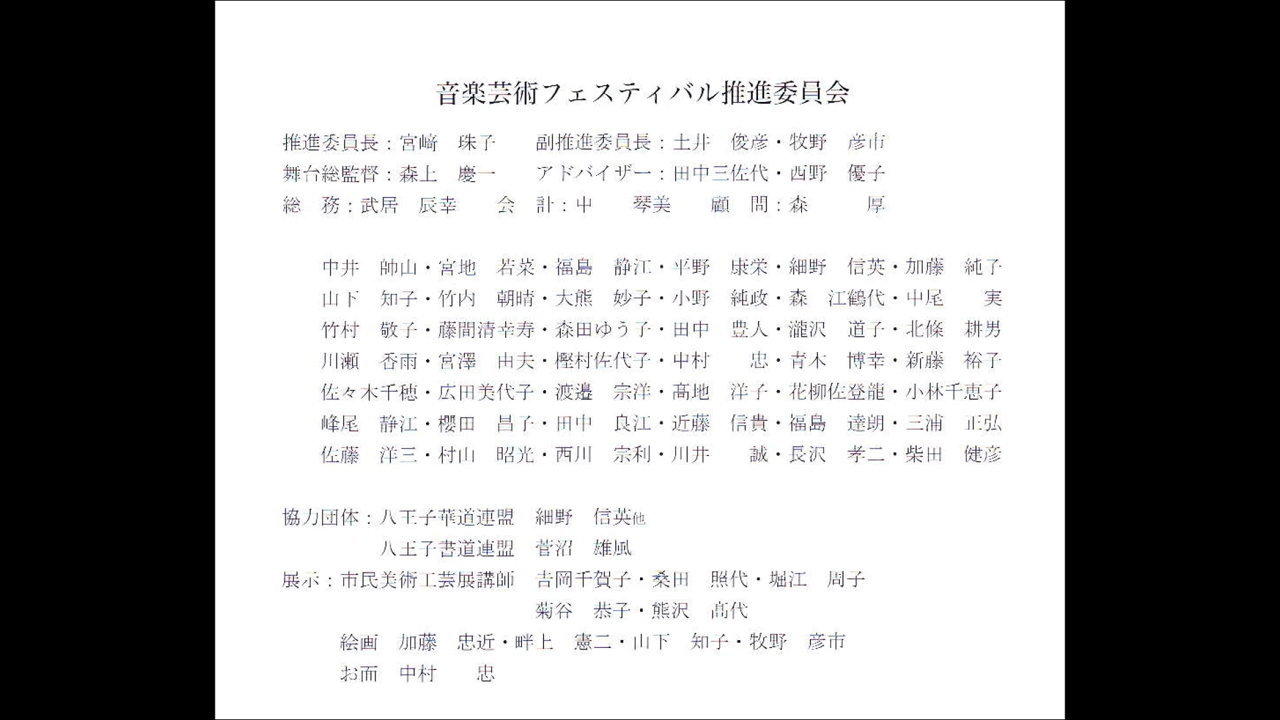 音楽芸術フェスティバル推進委員会
推進委員長：宮﨑　珠子　　副推進委員長：土井　俊彦・牧野　彦市
舞台総監督：森上　慶一　　アドバイザー：田中三佐代・西野　優子
総　務：武居　辰幸　　会　計：中　　琴美　　顧　問：森　　　厚
中井　帥山・宮地　若菜・福島　静江・平野　康栄・細野　信英・加藤　純子
山下　知子・竹内　朝晴・大熊　妙子・小野　純政・森　江鶴代・中尾　　実
竹村　敬子・藤間清幸寿・森田ゆう子・田中　豊人・瀧沢　道子・北條　耕男
川瀬　香雨・宮澤　由夫・樫村佐代子・中村　　忠・青木　博幸・新藤　裕子
佐々木千穂・広田美代子・渡邉　宗洋・髙地　洋子・花柳佐登龍・小林千恵子
峰尾　静江・櫻田　昌子・田中　良江・近藤　信貴・福島　達朗・三浦　正弘
佐藤　洋三・村山　昭光・西川　宗利・川井　　誠・長沢　孝二・柴田　健彦
協力団体：八王子華道連盟　細野　信英他
八王子書道連盟　菅沼　雄風
展示：市民美術工芸展講師　吉岡千賀子・桑田　照代・堀江　周子
菊谷　恭子・熊沢　髙代
絵画　加藤　忠近・畔上　憲二・山下　知子・牧野　彦市
お面　中村　　忠